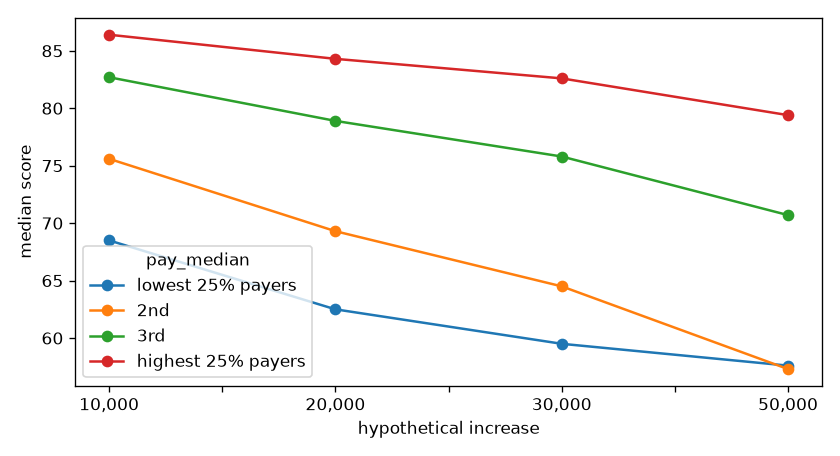 85
80
75
70
65
60
median score
pay_median
lowest 25% payers
2nd
3rd
highest 25% payers
10,000 20,000 30,000 50,000
hypothetical increase